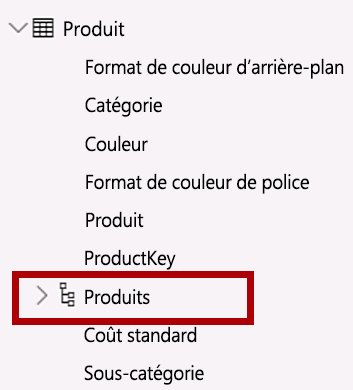 Produit
Format de couleur d’arrière-plan
Catégorie
Couleur
Format de couleur de police
Produit
ProductKey
Produits
Coût standard
Sous-catégorie